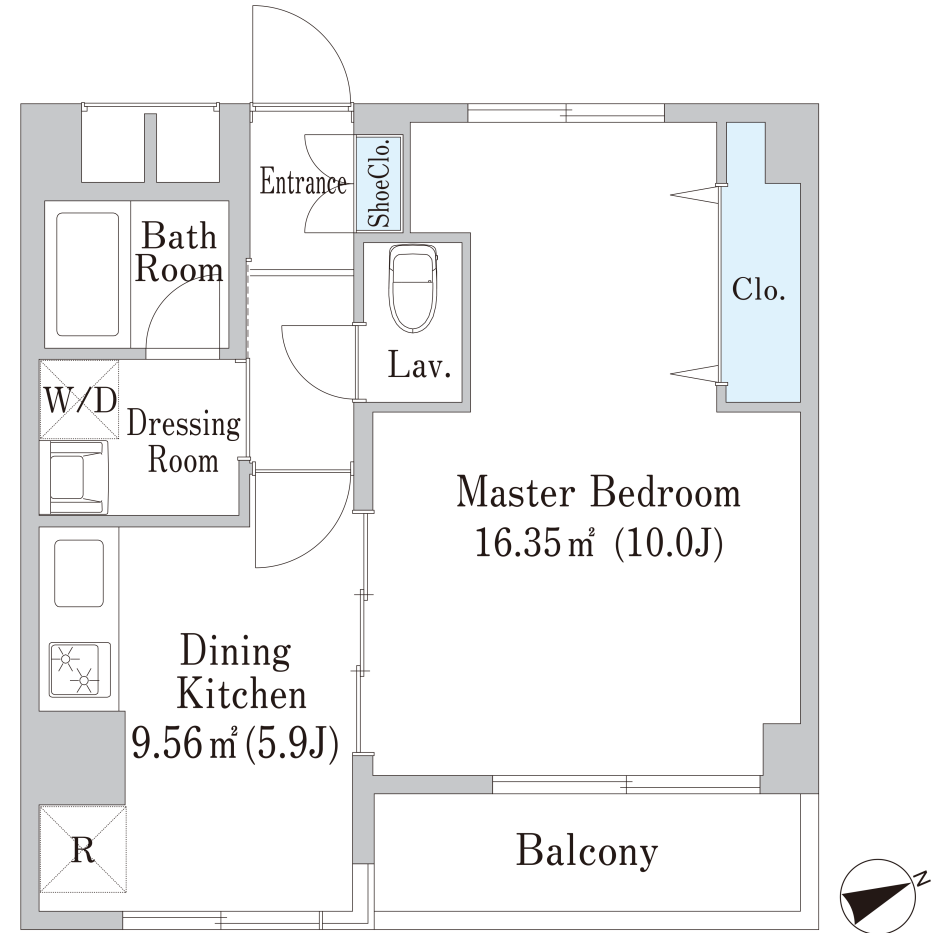 Entrance
ShoeClo.
Bath
Room
Clo.
Lav.
W/D
Dressing
Room
Master Bedroom
16.35㎡ (10.0J)
Dining
Kitchen
9.56㎡(5.9J)
R
Balcony
N